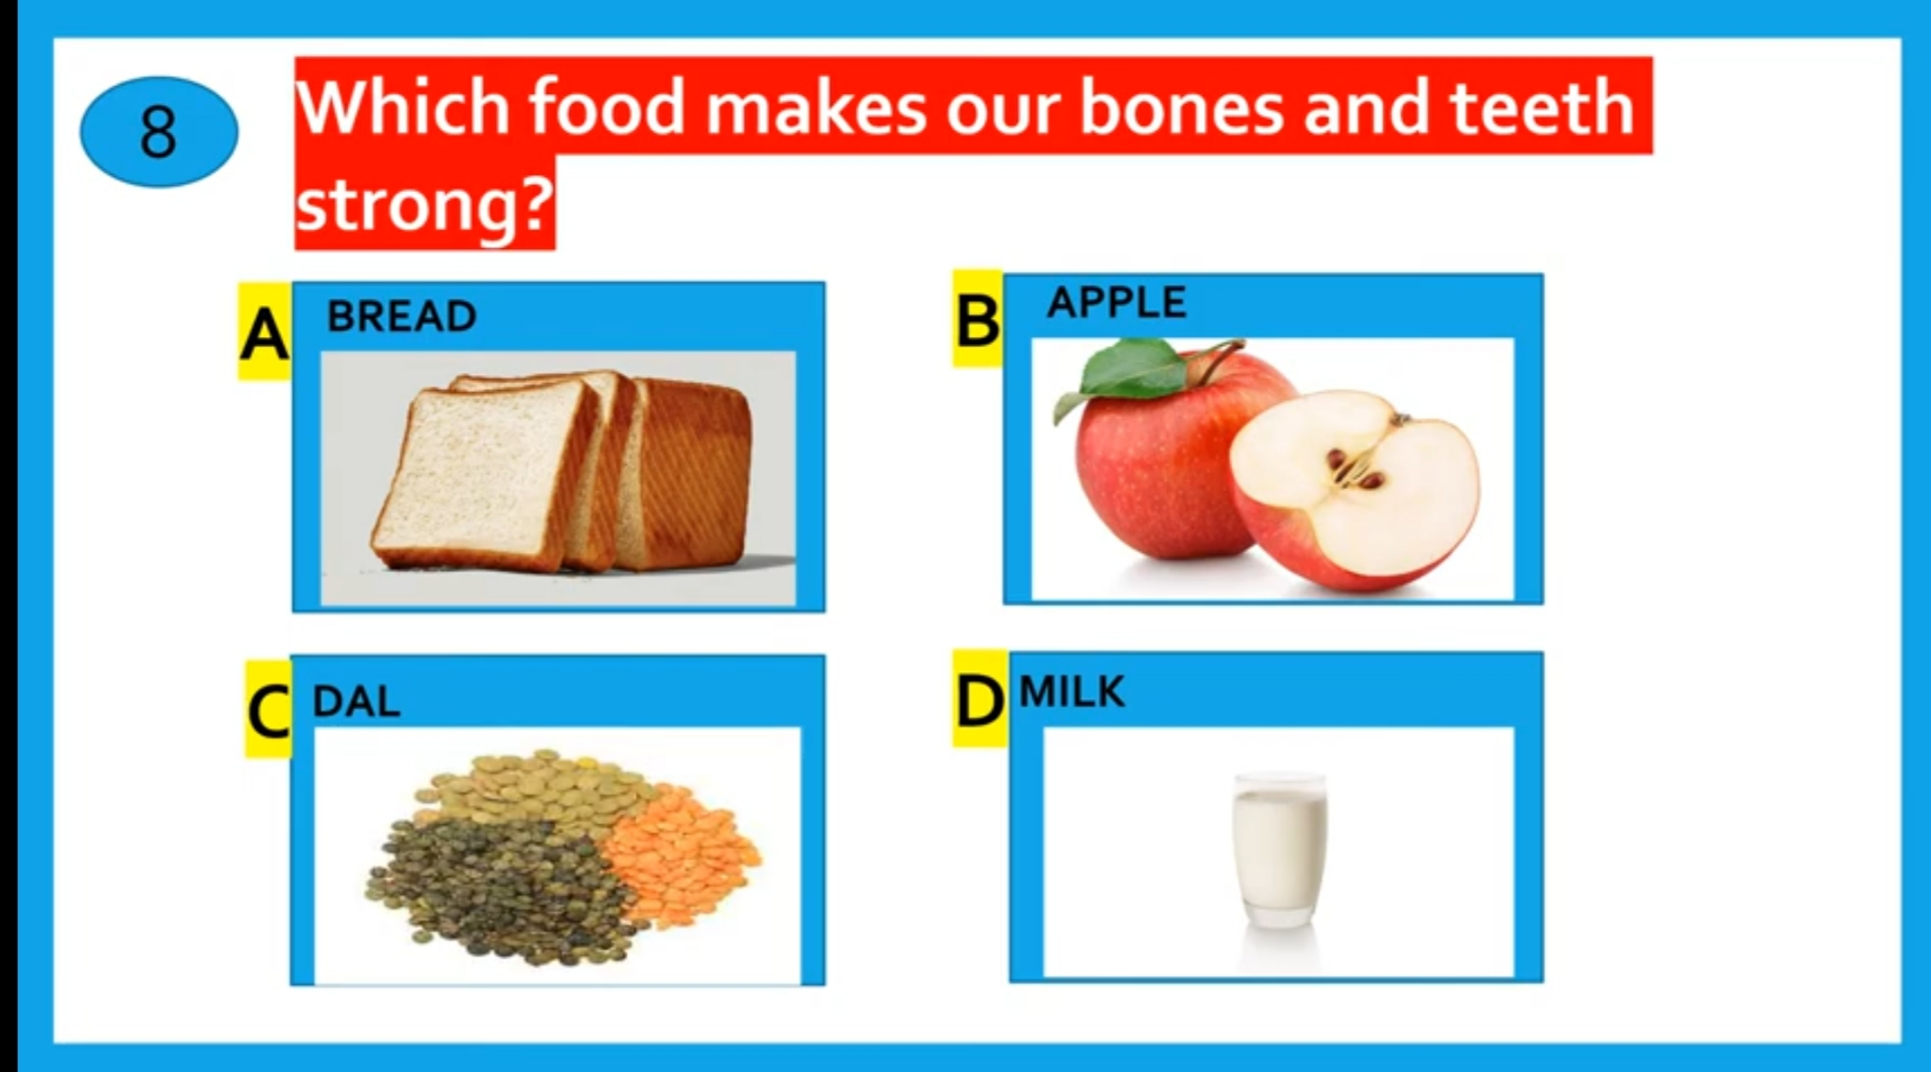 8
Which food makes our bones and teeth
strong?
A
BREAD
B
APPLE
C
DAL
D
MILK